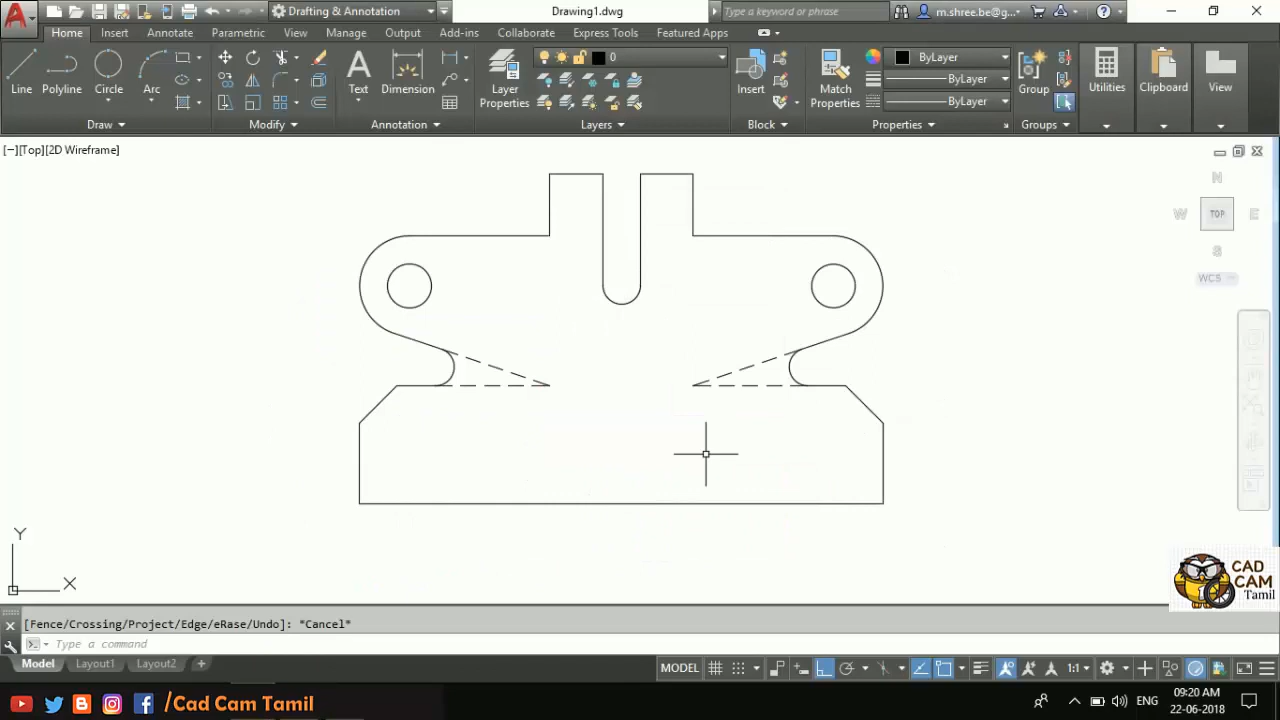 Drafting & Annotation
Drawing1.dwg
Type a keyword or phrase
m.shree.be@g...
Home Insert Annotate Parametric View Manage Output Add-ins Collaborate Express Tools Featured Apps
0
ByLayer
ByLayer
ByLayer
Line Polyline Circle Arc Text Dimension Layer Properties Insert Match Properties Group Utilities Clipboard View
Draw Modify Annotation Layers Block Properties Groups
[−][Top][2D Wireframe]
N
W TOP E
S
WCS
Y
X
CAD
CAM
Tamil
[Fence/Crossing/Project/Edge/eRase/Undo]: *Cancel*
Type a command
Model Layout1 Layout2 +
MODEL 1:1
/Cad Cam Tamil
ENG
09:20 AM
22-06-2018